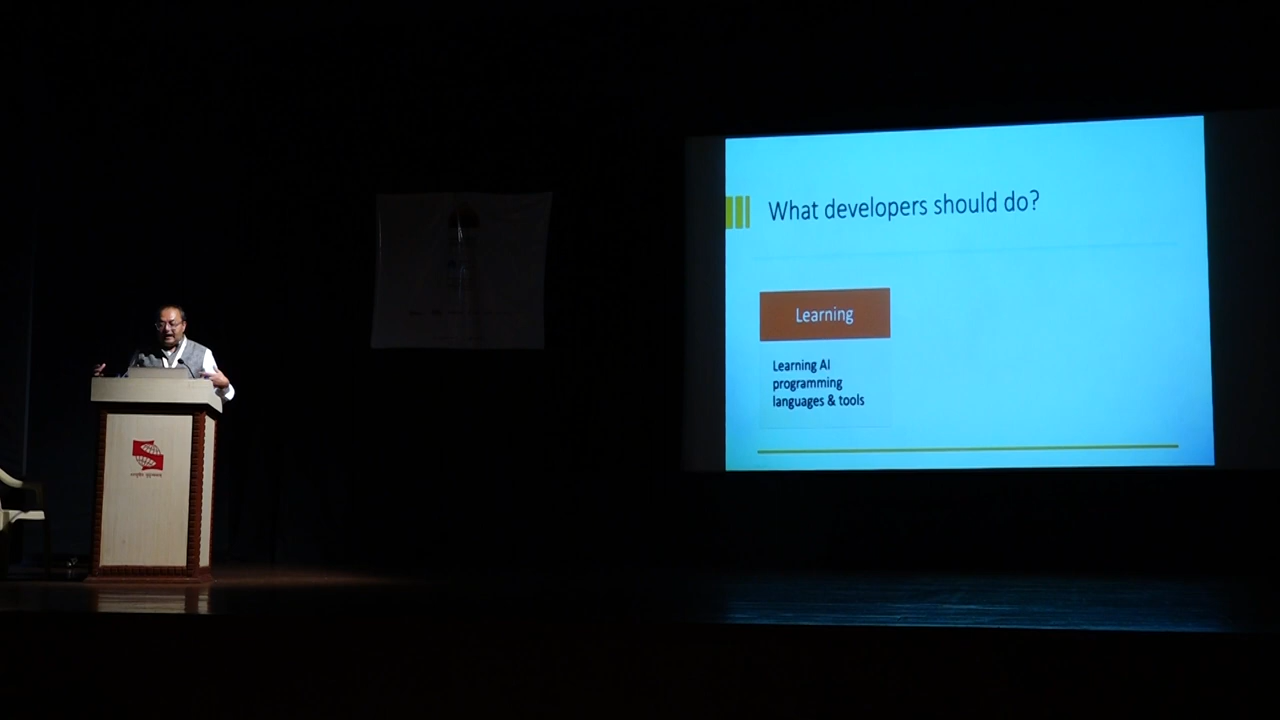 What developers should do?
Learning
Learning AI
programming
languages & tools